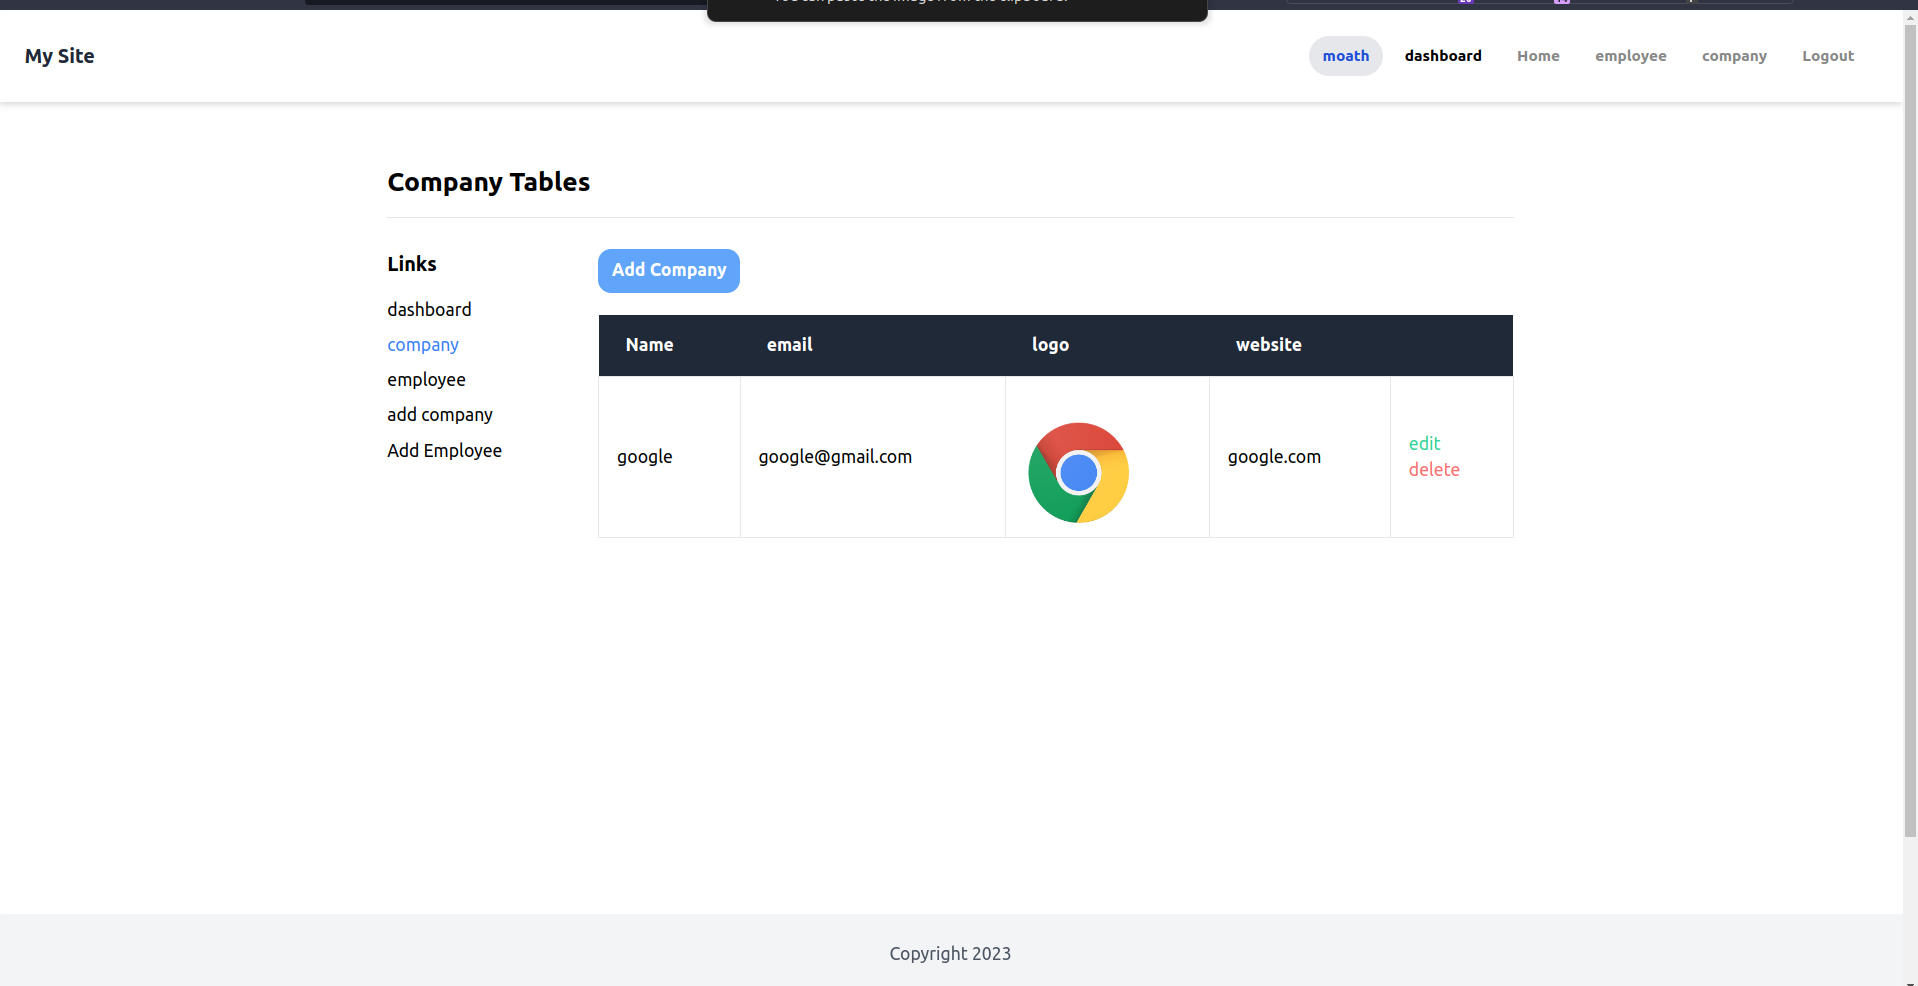 My Site
moath dashboard Home employee company Logout
Company Tables
Links
dashboard
company
employee
add company
Add Employee
Add Company
Name email logo website
google google@gmail.com google.com edit
delete
Copyright 2023